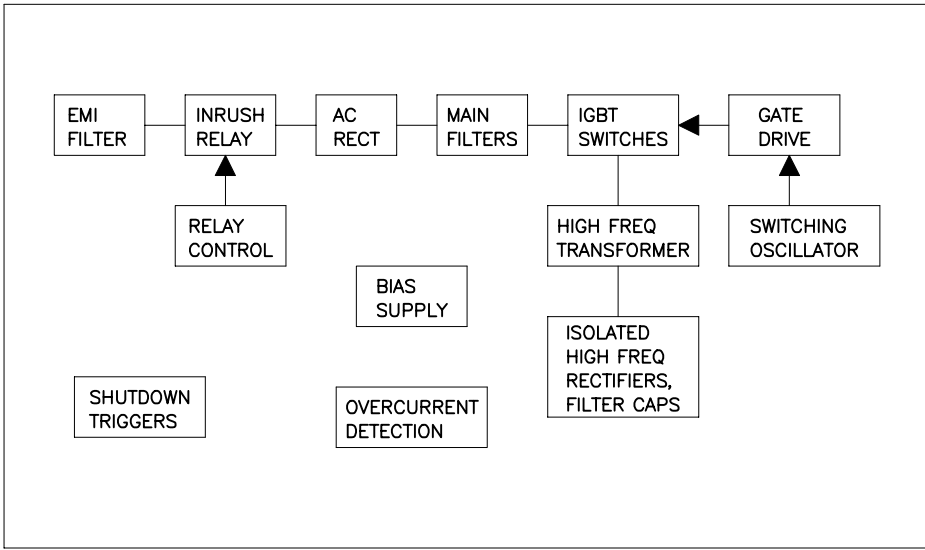 EMI
FILTER
INRUSH
RELAY
AC
RECT
MAIN
FILTERS
IGBT
SWITCHES
GATE
DRIVE
RELAY
CONTROL
HIGH FREQ
TRANSFORMER
SWITCHING
OSCILLATOR
BIAS
SUPPLY
ISOLATED
HIGH FREQ
RECTIFIERS,
FILTER CAPS
SHUTDOWN
TRIGGERS
OVERCURRENT
DETECTION